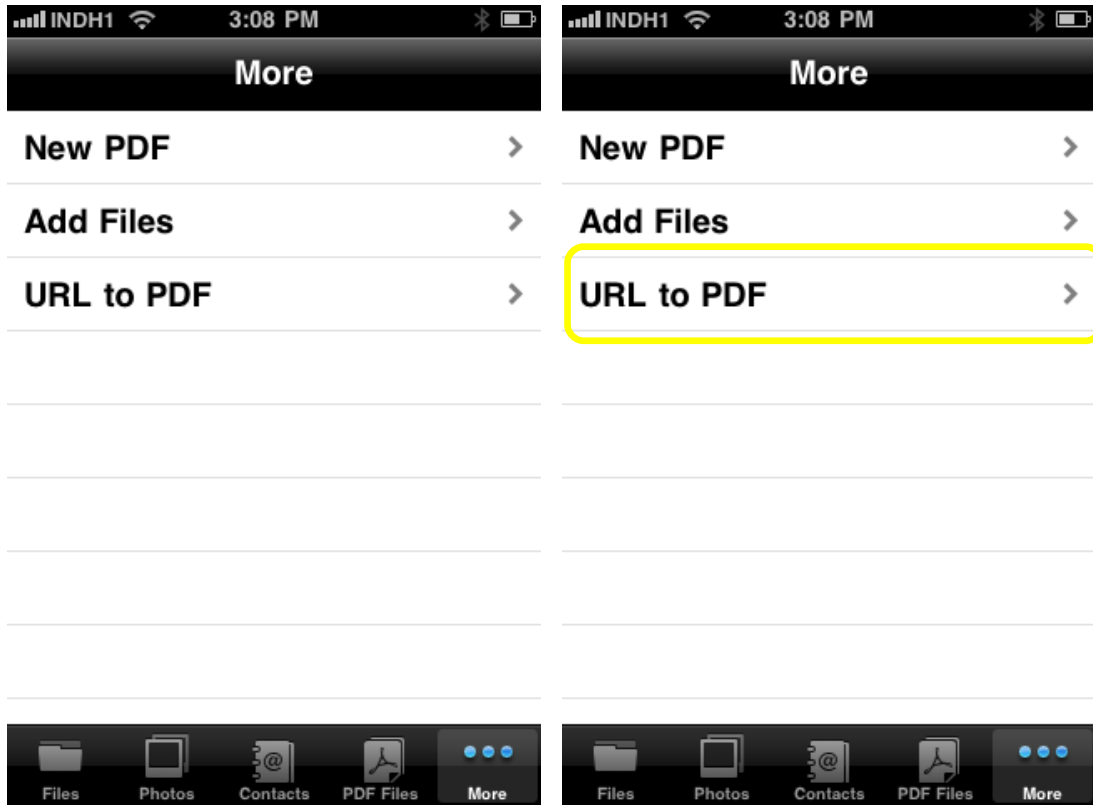 INDH1 3:08 PM
More
New PDF
Add Files
URL to PDF
Files Photos Contacts PDF Files More
INDH1 3:08 PM
More
New PDF
Add Files
URL to PDF
Files Photos Contacts PDF Files More